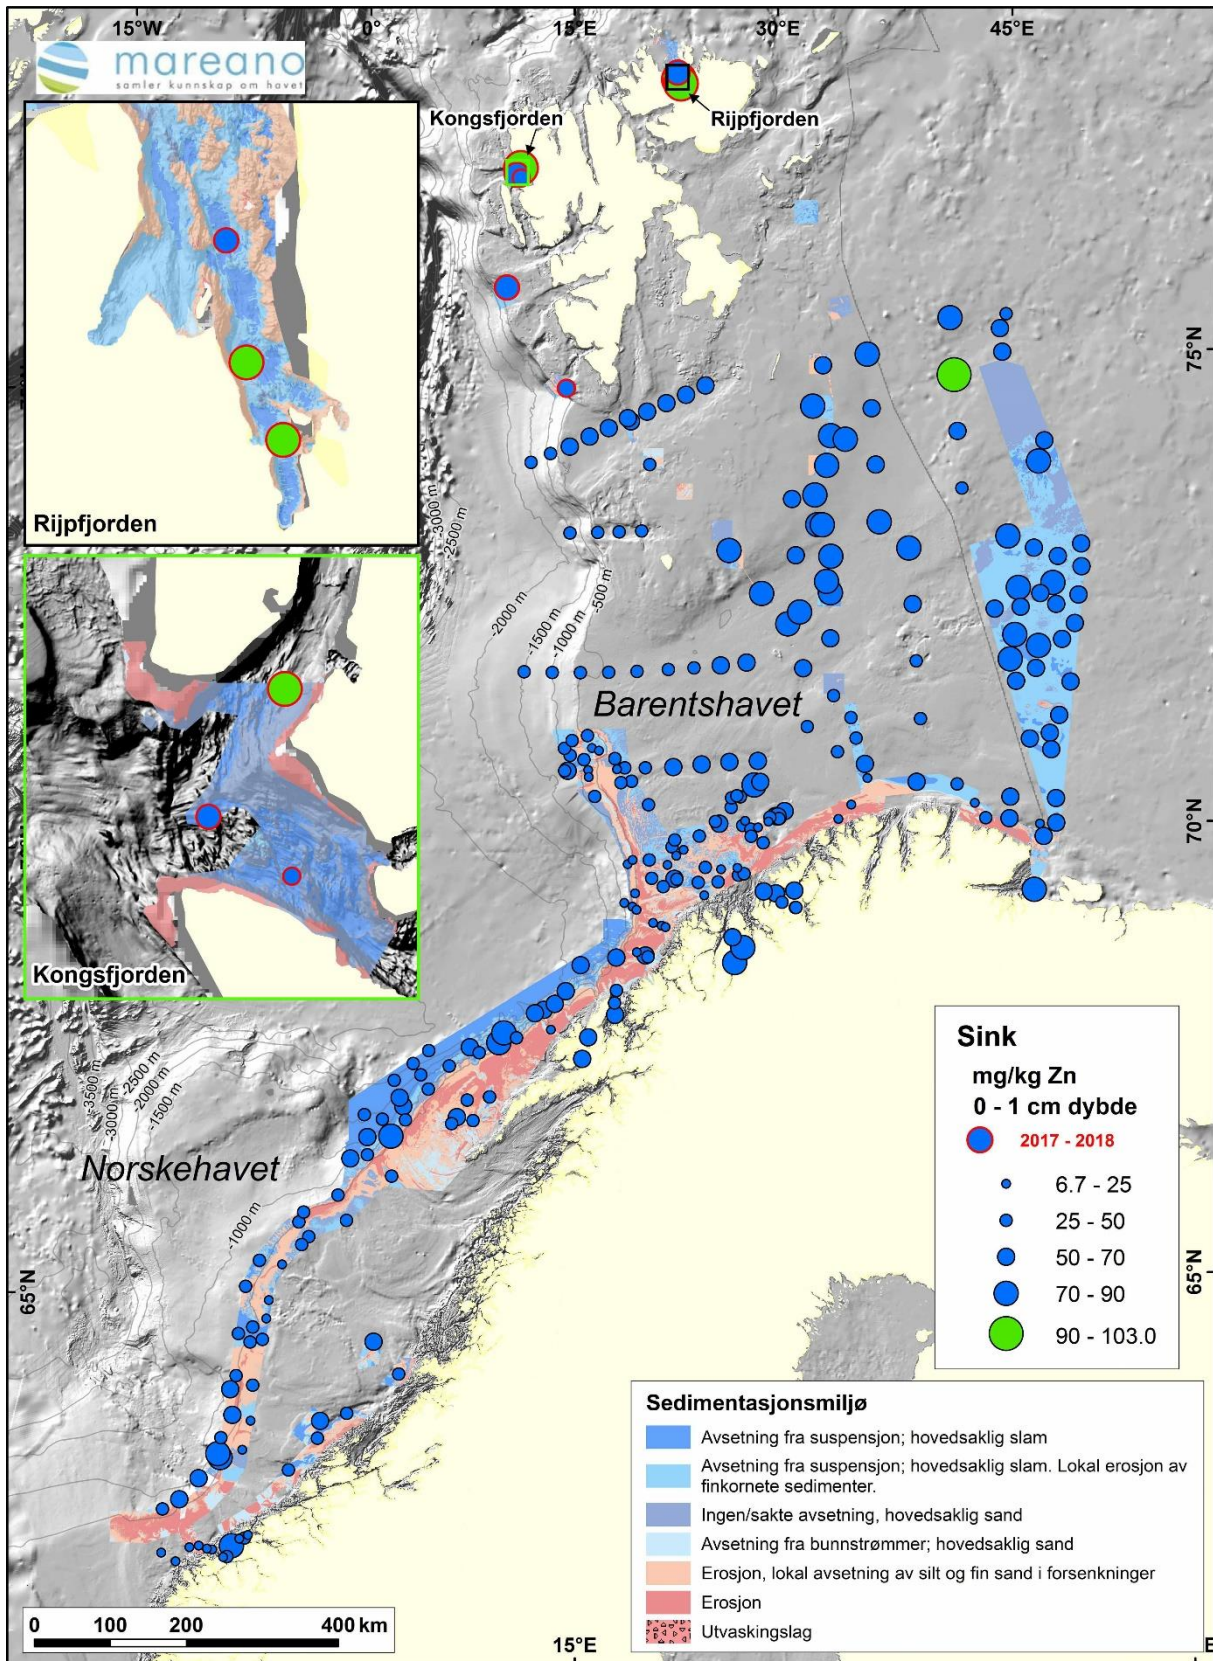 15°W 0° 15°E 30°E 45°E
mareano
samler kunnskap om havet
Kongsfjorden
Rijpfjorden
75°N
Rijpfjorden
-3000 m
-2500 m
-2000 m
-1500 m
-1000 m
-500 m
Barentshavet
70°N
Kongsfjorden
-3500 m
-3000 m
-2500 m
-2000 m
-1500 m
Norskehavet
-1000 m
65°N
65°N
Sink
mg/kg Zn
0 - 1 cm dybde
2017 - 2018
6.7 - 25
25 - 50
50 - 70
70 - 90
90 - 103.0
Sedimentasjonsmiljø
Avsetning fra suspensjon; hovedsaklig slam
Avsetning fra suspensjon; hovedsaklig slam. Lokal erosjon av
finkornete sedimenter.
Ingen/sakte avsetning, hovedsaklig sand
Avsetning fra bunnstrømmer; hovedsaklig sand
Erosjon, lokal avsetning av silt og fin sand i forsenkninger
Erosjon
Utvaskingslag
0 100 200 400 km
15°E